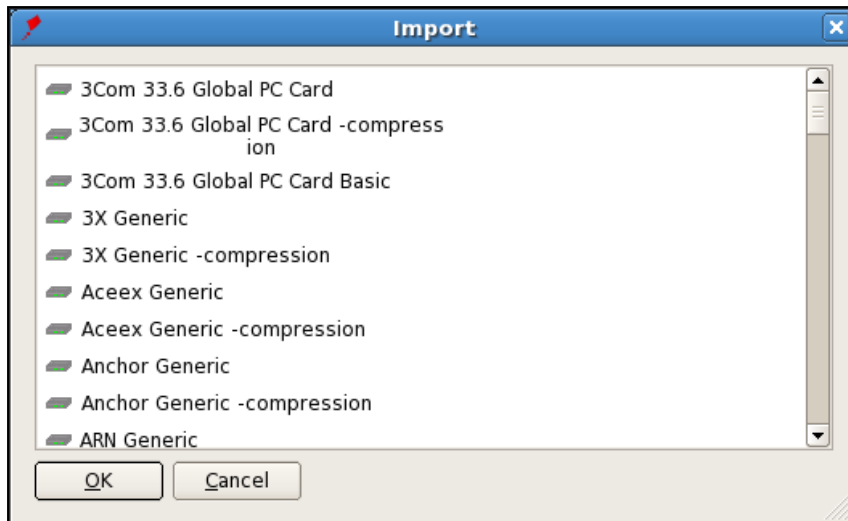 Import
3Com 33.6 Global PC Card
3Com 33.6 Global PC Card -compress
ion
3Com 33.6 Global PC Card Basic
3X Generic
3X Generic -compression
Aceex Generic
Aceex Generic -compression
Anchor Generic
Anchor Generic -compression
ARN Generic
OK
Cancel